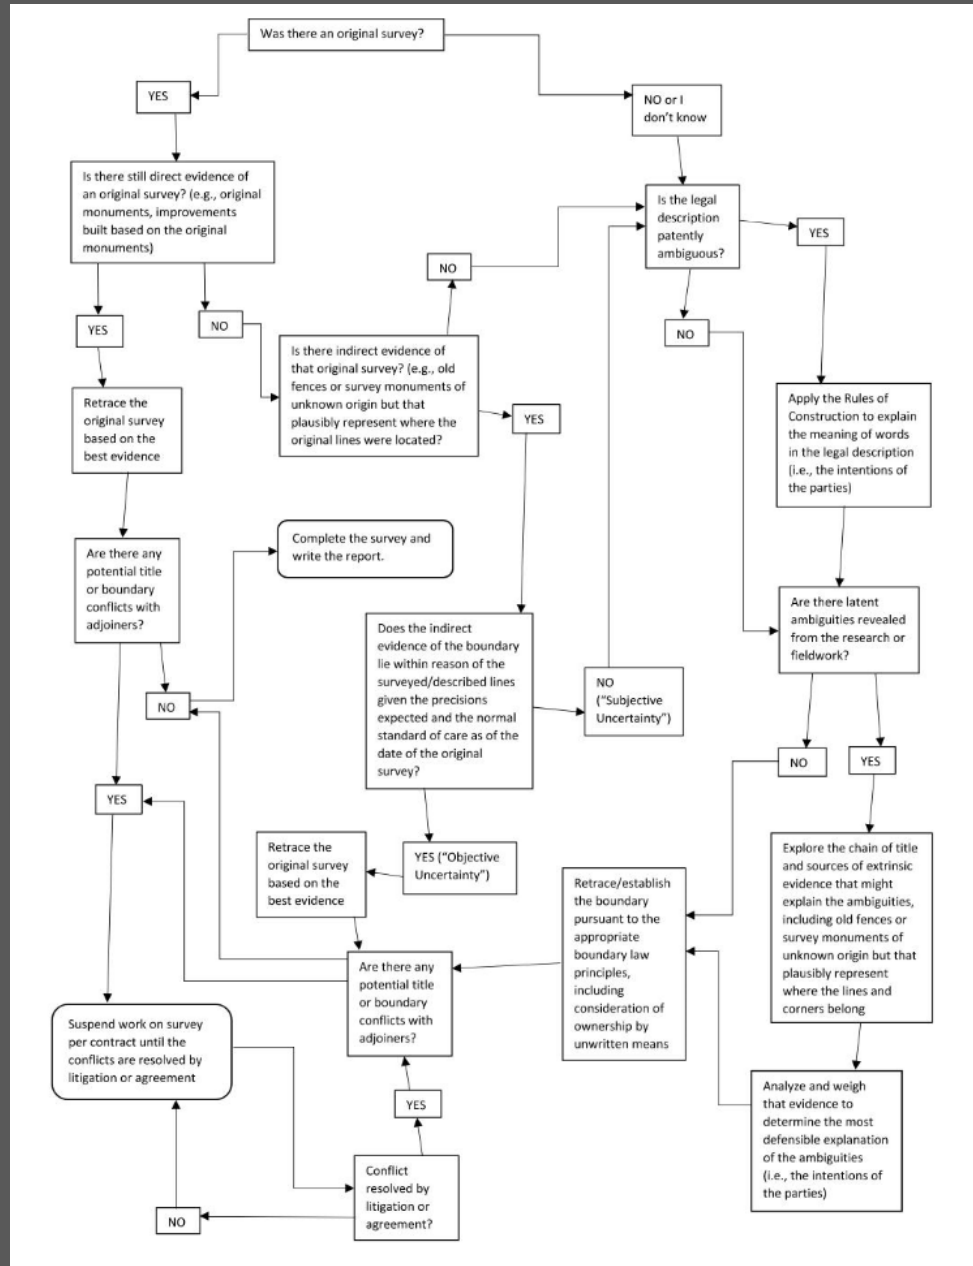 Was there an original survey?
YES
NO or I
don't know
Is there still direct evidence of
an original survey? (e.g., original
monuments, improvements
built based on the original
monuments)
Is the legal
description
patently
ambiguous?
YES
NO
YES
NO
NO
Is there indirect evidence of
that original survey? (e.g., old
fences or survey monuments of
unknown origin but that
plausibly represent where the
original lines were located?
YES
Retrace the
original survey
based on the
best evidence
Apply the Rules of
Construction to explain
the meaning of words
in the legal description
(i.e., the intentions of
the parties)
Complete the survey and
write the report.
Are there any
potential title
or boundary
conflicts with
adjoiners?
Are there latent
ambiguities revealed
from the research or
fieldwork?
Does the indirect
evidence of the boundary
lie within reason of the
surveyed/described lines
given the precisions
expected and the normal
standard of care as of the
date of the original
survey?
NO
("Subjective
Uncertainty")
NO
NO
YES
YES
Retrace the
original survey
based on the
best evidence
YES ("Objective
Uncertainty")
Retrace/establish
the boundary
pursuant to the
appropriate
boundary law
principles,
including
consideration of
ownership by
unwritten means
Explore the chain of title
and sources of extrinsic
evidence that might
explain the ambiguities,
including old fences or
survey monuments of
unknown origin but that
plausibly represent
where the lines and
corners belong
Are there any
potential title
or boundary
conflicts with
adjoiners?
Suspend work on survey
per contract until the
conflicts are resolved by
litigation or agreement
YES
Analyze and weigh
that evidence to
determine the most
defensible explanation
of the ambiguities
(i.e., the intentions of
the parties)
Conflict
resolved by
litigation or
agreement?
NO